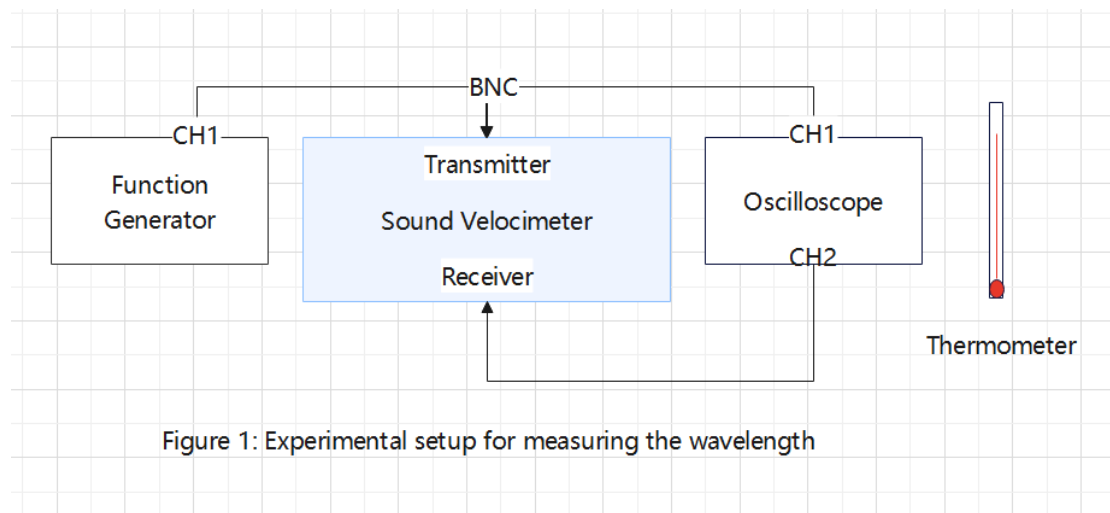 BNC
CH1
Function
Generator
Transmitter
Sound Velocimeter
Receiver
CH1
Oscilloscope
CH2
Thermometer
Figure 1: Experimental setup for measuring the wavelength